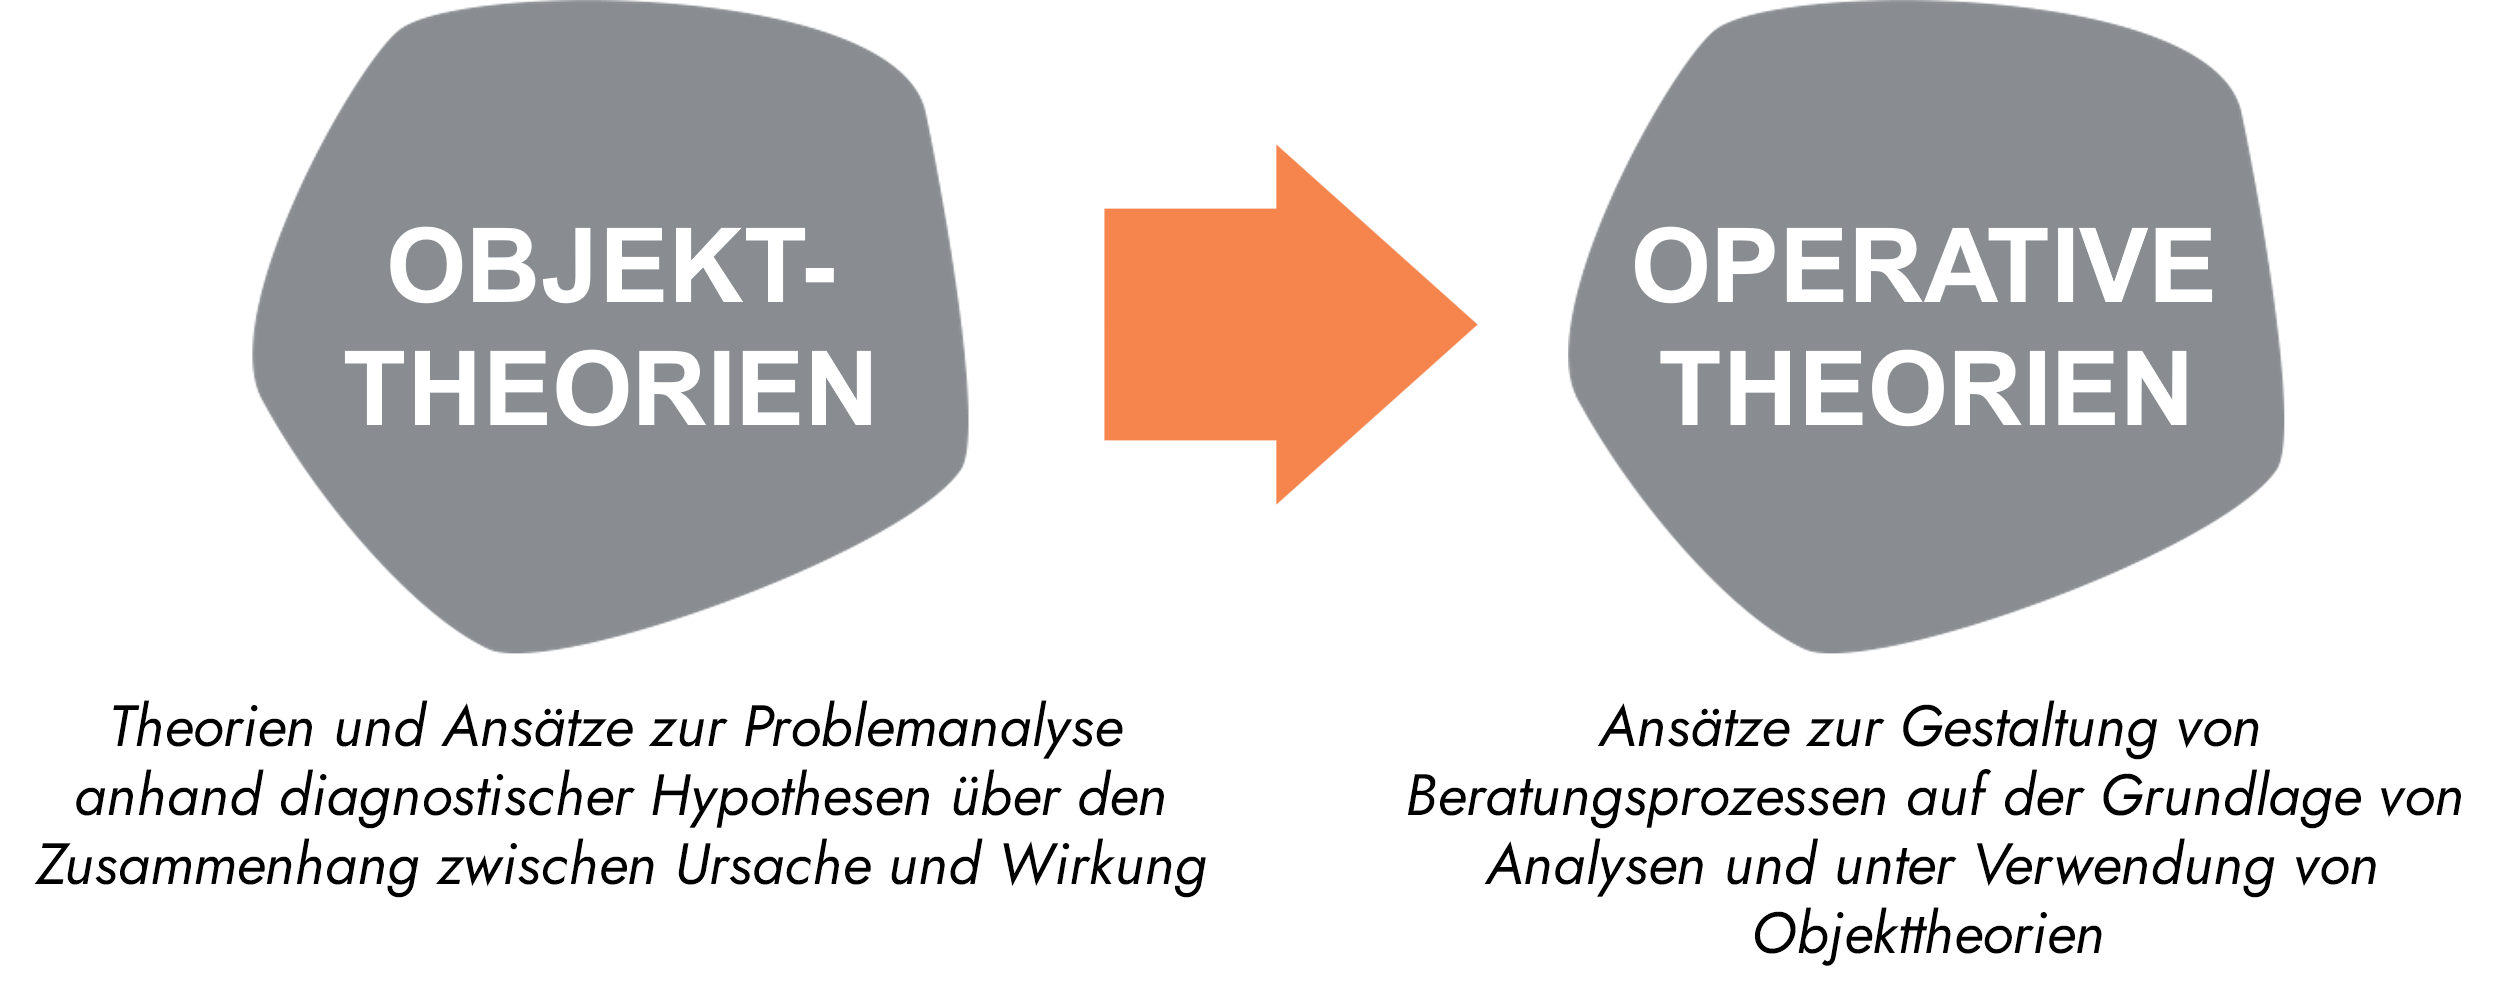 OBJEKT-
THEORIEN
OPERATIVE
THEORIEN
Theorien und Ansätze zur Problemanalyse
anhand diagnostischer Hypothesen über den
Zusammenhang zwischen Ursache und Wirkung
Ansätze zur Gestaltung von
Beratungsprozessen auf der Grundlage von
Analysen und unter Verwendung von
Objekttheorien